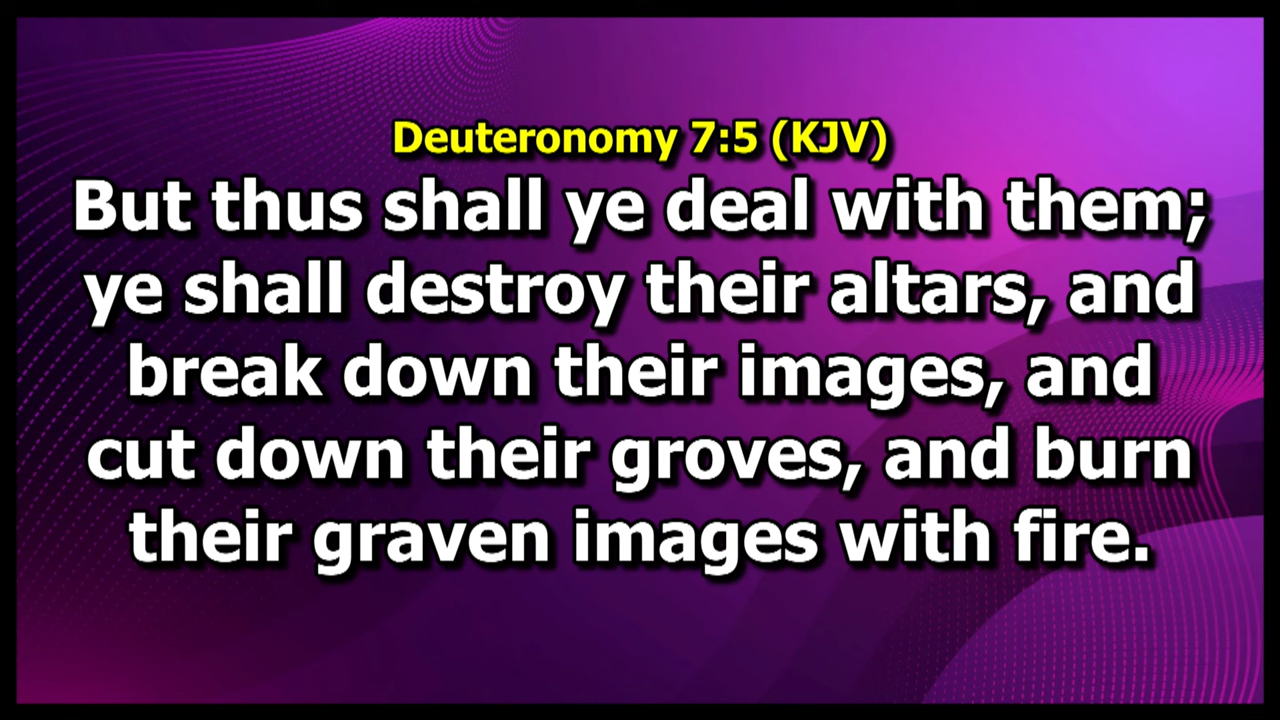 Deuteronomy 7:5 (KJV)
But thus shall ye deal with them;
ye shall destroy their altars, and
break down their images, and
cut down their groves, and burn
their graven images with fire.